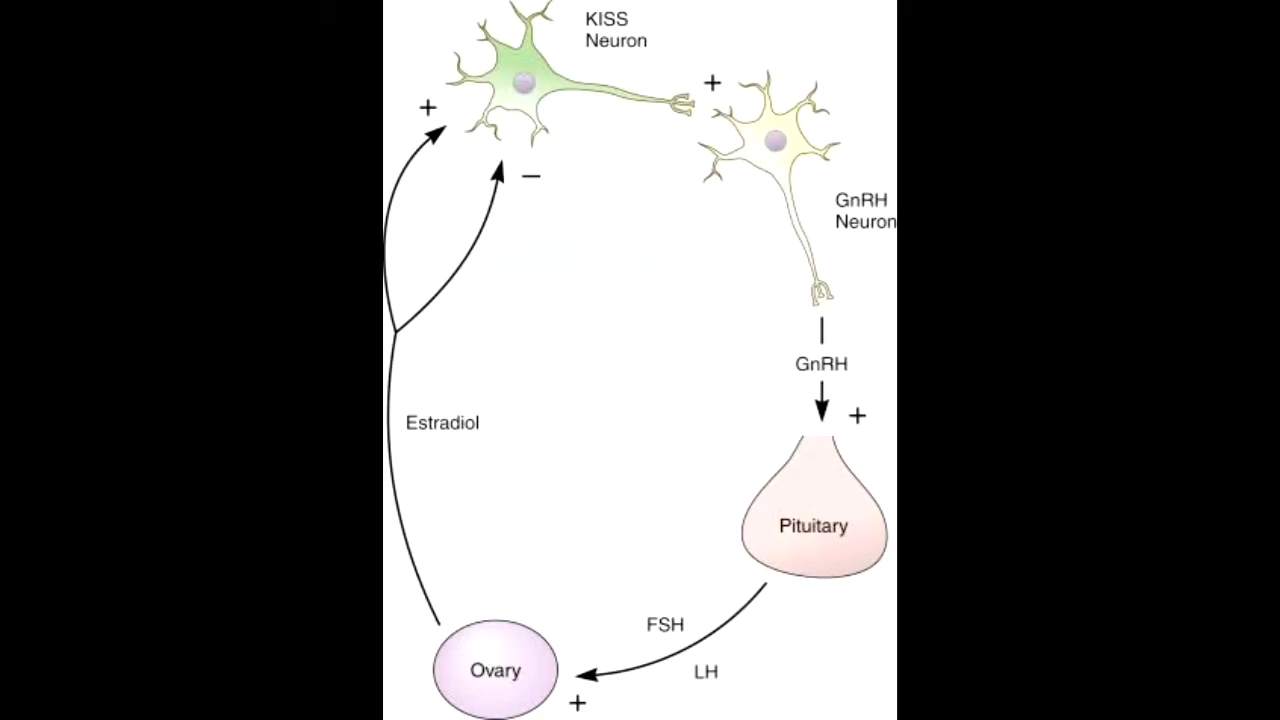 KISS
Neuron
+
+
–
GnRH
Neuron
GnRH
+
Estradiol
Pituitary
FSH
LH
Ovary
+